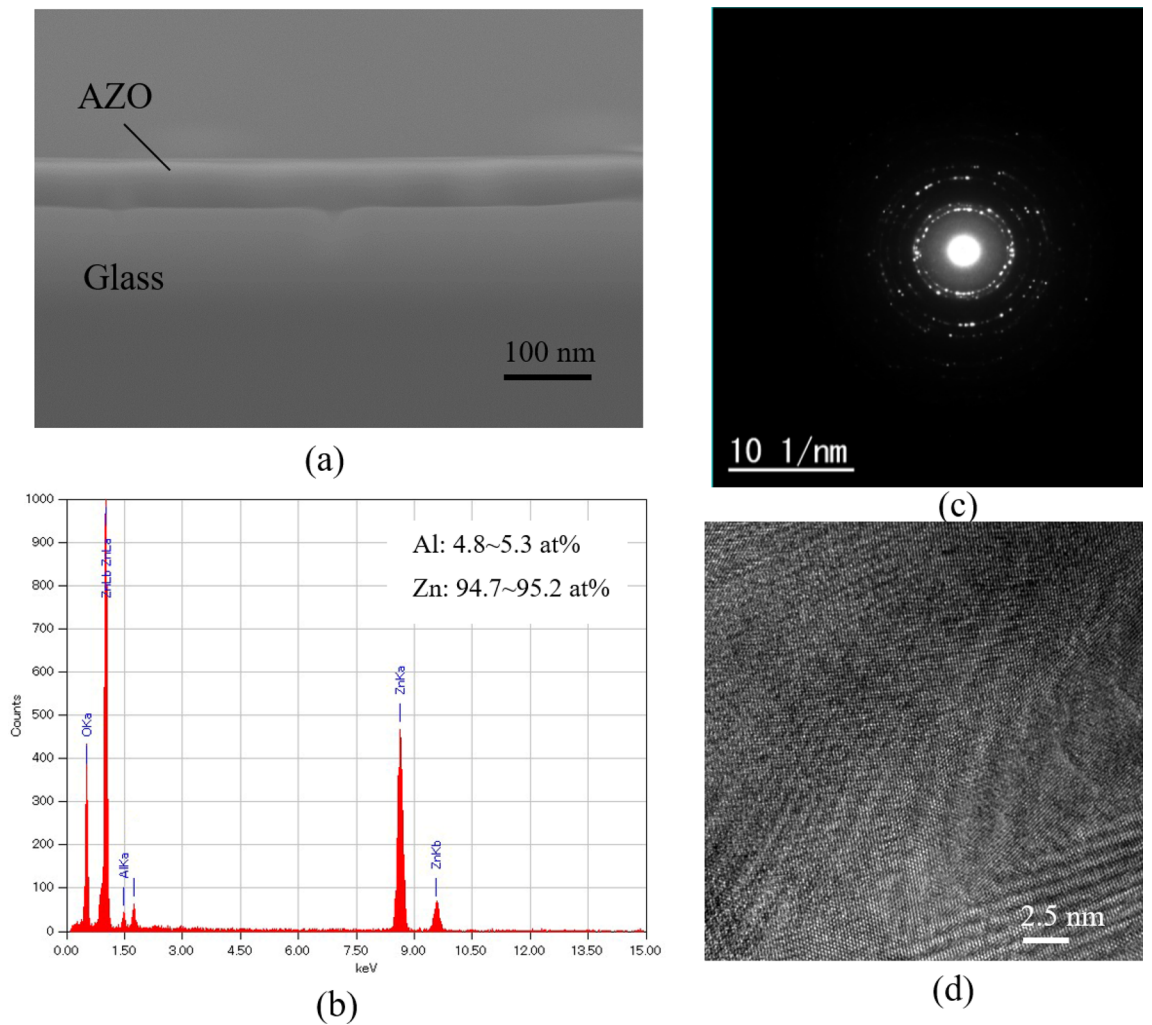 AZO
Glass
100 nm
(a)
10 1/nm
(c)
1000
900
800
700
600
500
400
300
200
100
0
Counts
OKa
ZnLb ZnLa
AlKa
ZnKa
ZnKb
Al: 4.8~5.3 at%
Zn: 94.7~95.2 at%
0.00 1.50 3.00 4.50 6.00 7.50 9.00 10.50 12.00 13.50 15.00
keV
(b)
2.5 nm
(d)